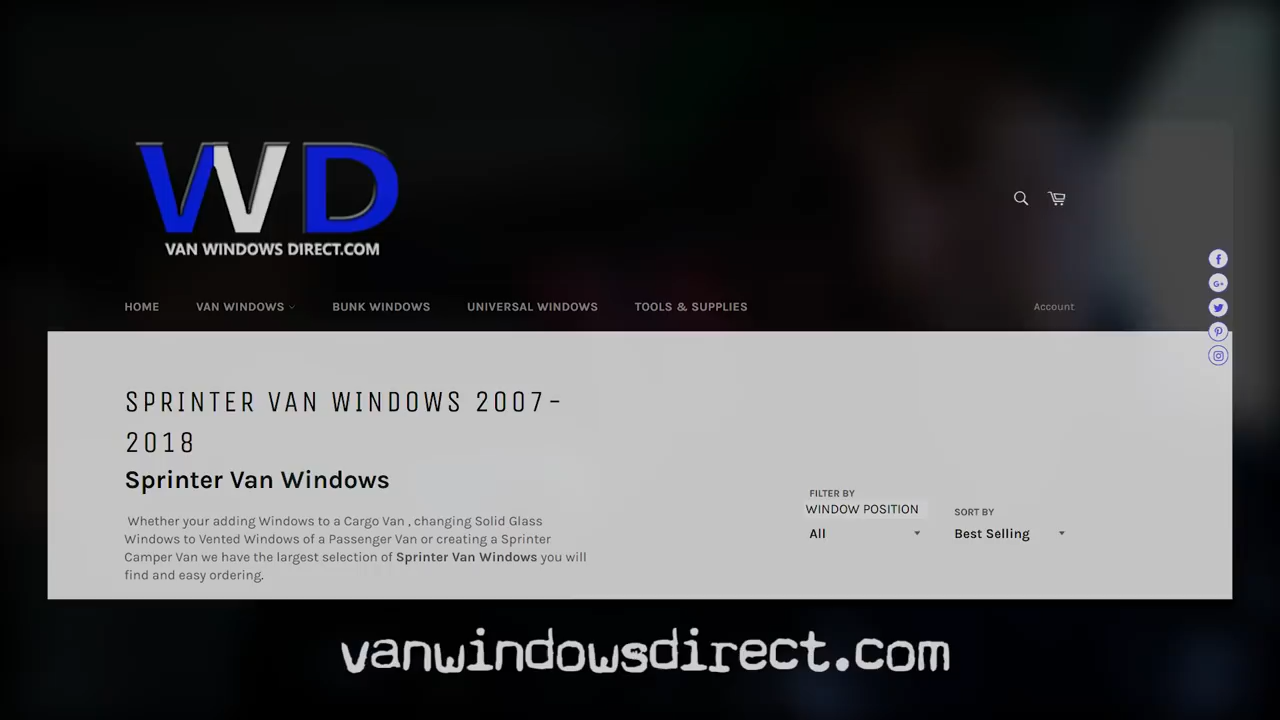 WD
VAN WINDOWS DIRECT.COM
HOME VAN WINDOWS BUNK WINDOWS UNIVERSAL WINDOWS TOOLS & SUPPLIES Account
SPRINTER VAN WINDOWS 2007-
2018
Sprinter Van Windows
Whether your adding Windows to a Cargo Van , changing Solid Glass
Windows to Vented Windows of a Passenger Van or creating a Sprinter
Camper Van we have the largest selection of Sprinter Van Windows you will
find and easy ordering.
FILTER BY
WINDOW POSITION
All
SORT BY
Best Selling
vanwindowsdirect.com